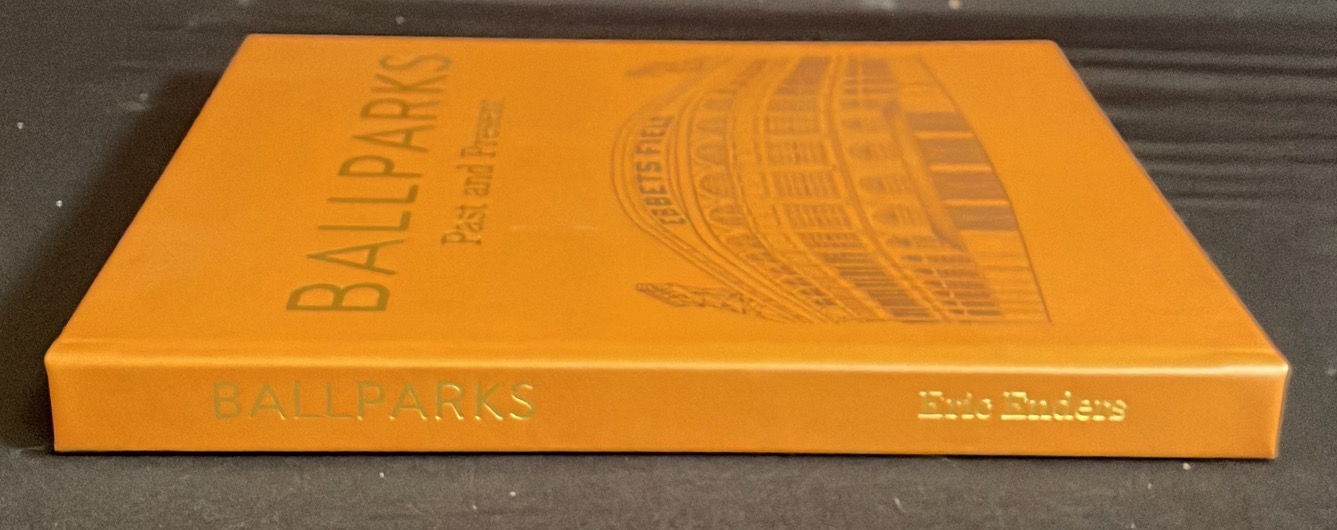 BALLPARKS
Past and Present
EBBETS FIELD
BALLPARKS
Eric Enders